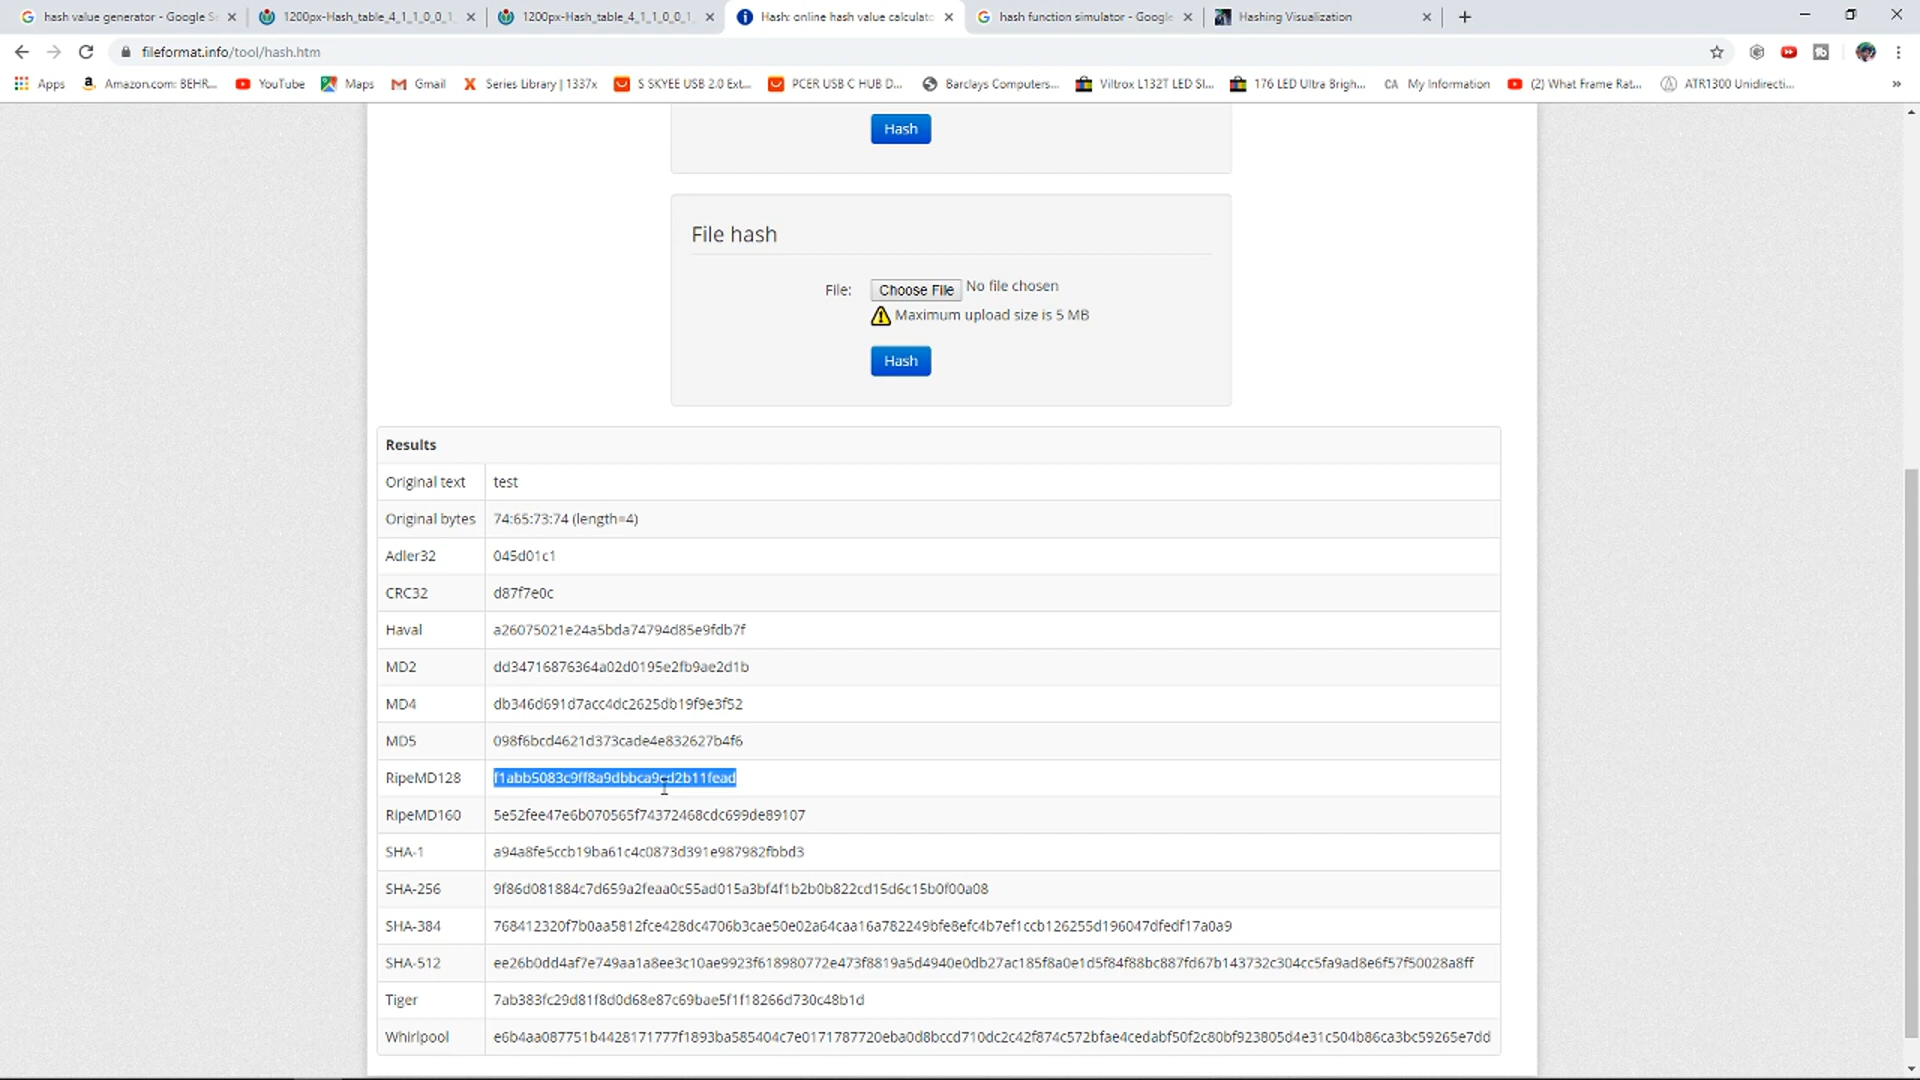 hash value generator - Google Se
1200px-Hash_table_4_1_1_0_0_1_
1200px-Hash_table_4_1_1_0_0_1_
Hash: online hash value calculato
hash function simulator - Google
Hashing Visualization
fileformat.info/tool/hash.htm
Apps
Amazon.com: BEHR...
YouTube
Maps
Gmail
Series Library | 1337x
S SKYEE USB 2.0 Ext...
PCER USB C HUB D...
Barclays Computers...
Viltrox L132T LED Sl...
176 LED Ultra Brigh...
CA My Information
(2) What Frame Rat...
ATR1300 Unidirecti...
»
Hash
File hash
File: Choose File No file chosen
Maximum upload size is 5 MB
Hash
Results
Original text test
Original bytes 74:65:73:74 (length=4)
Adler32 045d01c1
CRC32 d87f7e0c
Haval a26075021e24a5bda74794d85e9fdb7f
MD2 dd34716876364a02d0195e2fb9ae2d1b
MD4 db346d691d7acc4dc2625db19f9e3f52
MD5 098f6bcd4621d373cade4e832627b4f6
RipeMD128 f1abb5083c9ff8a9dbbca9cd2b11fead
RipeMD160 5e52fee47e6b070565f74372468cdc699de89107
SHA-1 a94a8fe5ccb19ba61c4c0873d391e987982fbbd3
SHA-256 9f86d081884c7d659a2feaa0c55ad015a3bf4f1b2b0b822cd15d6c15b0f00a08
SHA-384 768412320f7b0aa5812fce428dc4706b3cae50e02a64caa16a782249bfe8efc4b7ef1ccb126255d196047dfedf17a0a9
SHA-512 ee26b0dd4af7e749aa1a8ee3c10ae9923f618980772e473f8819a5d4940e0db27ac185f8a0e1d5f84f88bc887fd67b143732c304cc5fa9ad8e6f57f50028a8ff
Tiger 7ab383fc29d81f8d0d68e87c69bae5f1f18266d730c48b1d
Whirlpool e6b4aa087751b4428171777f1893ba585404c7e0171787720eba0d8bccd710dc2c42f874c572bfae4cedabf50f2c80bf923805d4e31c504b86ca3bc59265e7dd